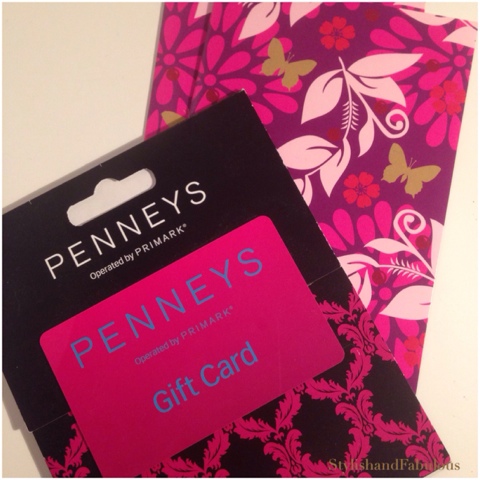 PENNEYS
Operated by PRIMARK®
PENNEYS
Operated by PRIMARK®
Gift Card
StylishandFabulous